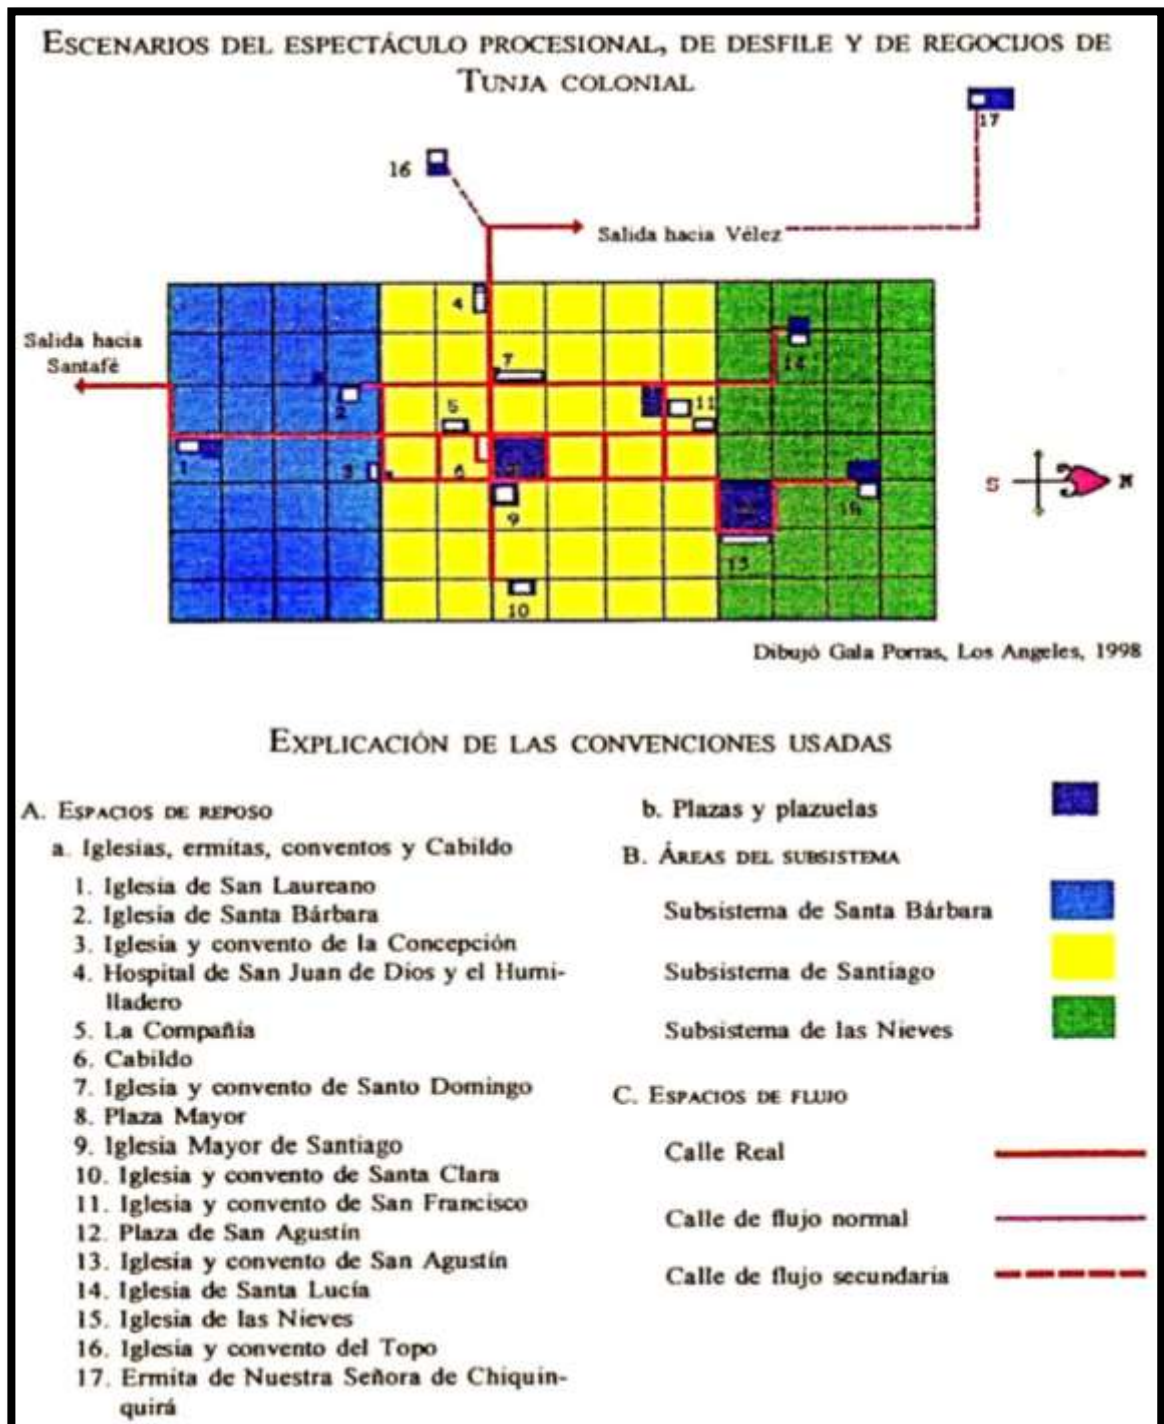 ESCENARIOS DEL ESPECTÁCULO PROCESIONAL, DE DESFILE Y DE REGOCIJOS DE
TUNJA COLONIAL
17
16
Salida hacia Vélez
4
Salida hacia
Santafé
7
14
2
5
11
1
3
6
S
N
9
13
10
Dibujó Gala Porras, Los Angeles, 1998
EXPLICACIÓN DE LAS CONVENCIONES USADAS
A. ESPACIOS DE REPOSO
a. Iglesias, ermitas, conventos y Cabildo
1. Iglesia de San Laureano
2. Iglesia de Santa Bárbara
3. Iglesia y convento de la Concepción
4. Hospital de San Juan de Dios y el Humi-
lladero
5. La Compañía
6. Cabildo
7. Iglesia y convento de Santo Domingo
8. Plaza Mayor
9. Iglesia Mayor de Santiago
10. Iglesia y convento de Santa Clara
11. Iglesia y convento de San Francisco
12. Plaza de San Agustín
13. Iglesia y convento de San Agustín
14. Iglesia de Santa Lucía
15. Iglesia de las Nieves
16. Iglesia y convento del Topo
17. Ermita de Nuestra Señora de Chiquin-
quirá
b. Plazas y plazuelas
B. ÁREAS DEL SUBSISTEMA
Subsistema de Santa Bárbara
Subsistema de Santiago
Subsistema de las Nieves
C. ESPACIOS DE FLUJO
Calle Real
Calle de flujo normal
Calle de flujo secundaria